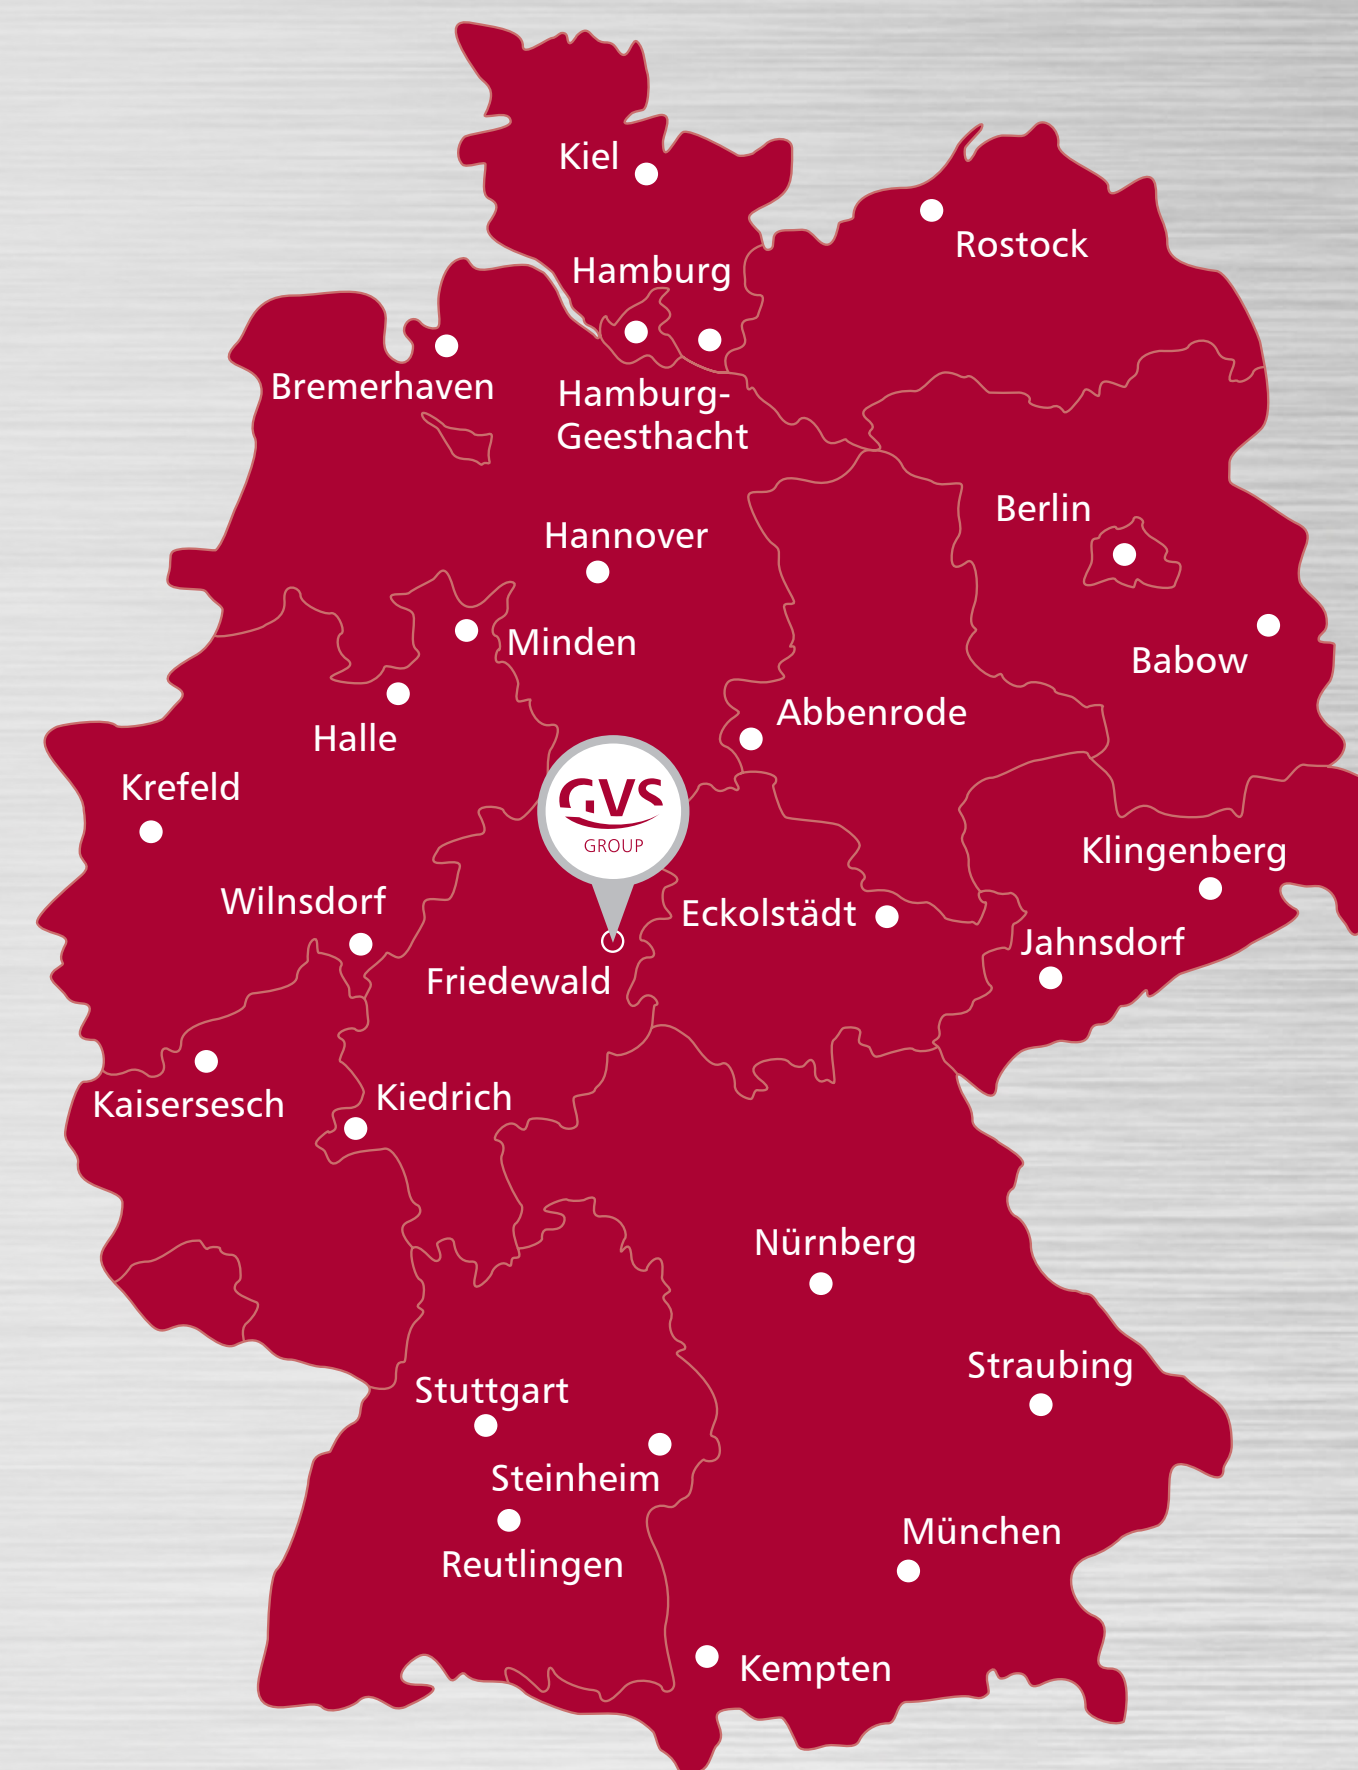 Kiel
Rostock
Hamburg
Bremerhaven
Hamburg-
Geesthacht
Berlin
Hannover
Minden
Babow
Abbenrode
Halle
Krefeld
GVS
GROUP
Klingenberg
Wilnsdorf
Eckolstädt
Jahnsdorf
Friedewald
Kiedrich
Kaisersesch
Nürnberg
Straubing
Stuttgart
Steinheim
München
Reutlingen
Kempten